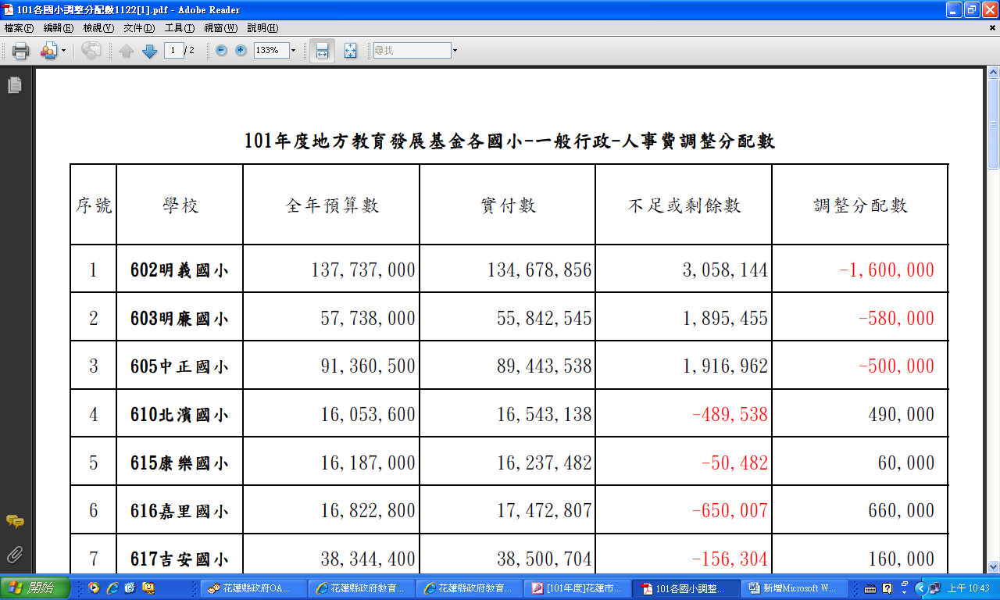 101各國小調整分配數1122[1].pdf - Adobe Reader
檔案(F) 編輯(E) 檢視(V) 文件(D) 工具(T) 視窗(W) 說明(H)
1 / 2 133% 尋找
101年度地方教育發展基金各國小-一般行政-人事費調整分配數
序號 學校 全年預算數 實付數 不足或剩餘數 調整分配數
1 602明義國小 137,737,000 134,678,856 3,058,144 -1,600,000
2 603明廉國小 57,738,000 55,842,545 1,895,455 -580,000
3 605中正國小 91,360,500 89,443,538 1,916,962 -500,000
4 610北濱國小 16,053,600 16,543,138 -489,538 490,000
5 615康樂國小 16,187,000 16,237,482 -50,482 60,000
6 616嘉里國小 16,822,800 17,472,807 -650,007 660,000
7 617吉安國小 38,344,400 38,500,704 -156,304 160,000
開始 花蓮縣政府OA... 花蓮縣政府教育... 花蓮縣政府教育... [101年度]花蓮市... 101各國小調整... 新增Microsoft W... 上午 10:43